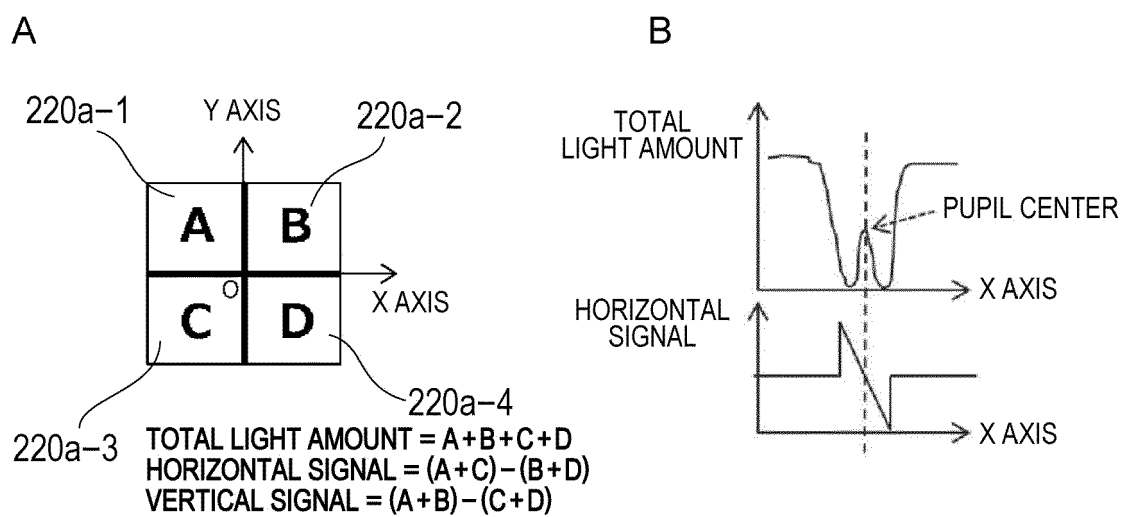 A
B
220a–1
Y AXIS
220a–2
A
B
O
X AXIS
C
D
220a–3
220a–4
TOTAL LIGHT AMOUNT = A+B+C+D
HORIZONTAL SIGNAL = (A+C)–(B+D)
VERTICAL SIGNAL = (A+B)–(C+D)
TOTAL
LIGHT AMOUNT
PUPIL CENTER
X AXIS
HORIZONTAL
SIGNAL
X AXIS